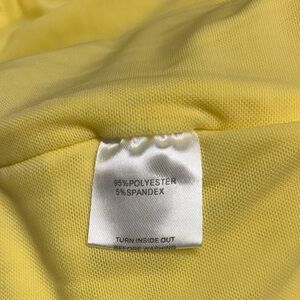 95%POLYESTER
5%SPANDEX
TURN INSIDE OUT
BEFORE WASHING